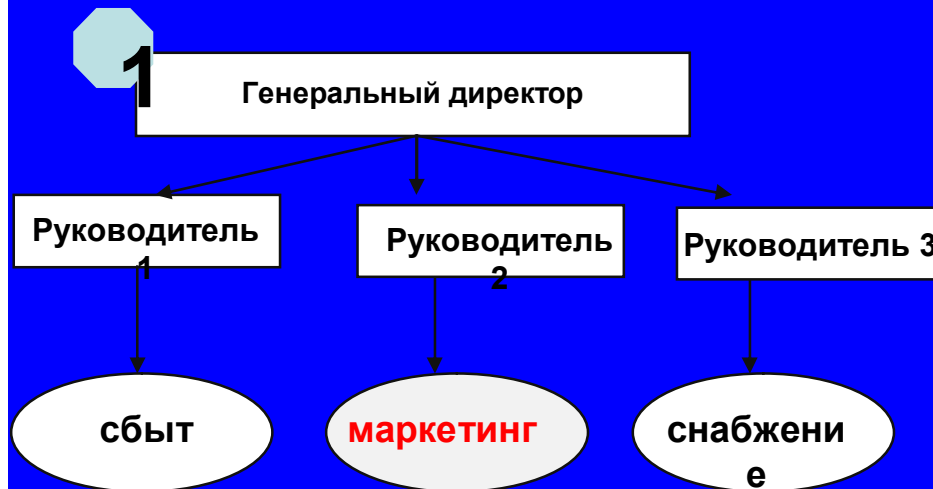 1
Генеральный директор
Руководитель
1
Руководитель
2
Руководитель 3
сбыт
маркетинг
снабжени
е